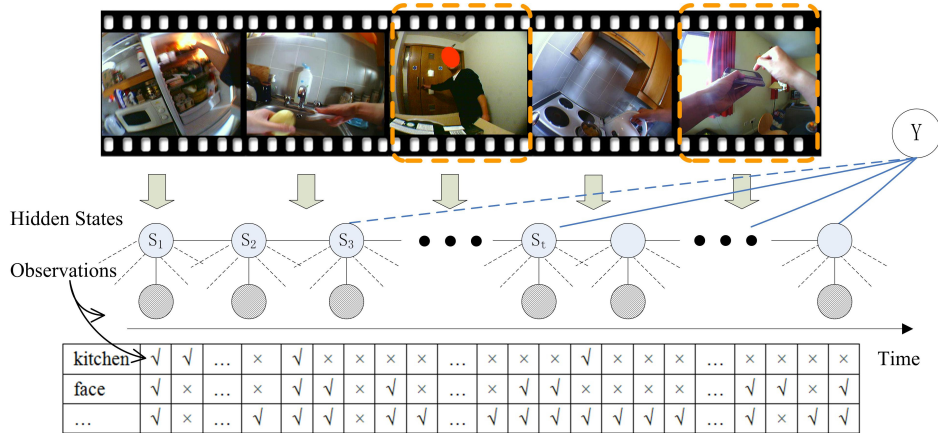 Y
Hidden States
S1 S2 S3 ••• St •••
Observations
Time
kitchen √ √ ... × √ × × × × ... × × × √ × × × ... × × × ×
face √ × ... × √ √ × √ × ... × √ √ × × × × ... √ √ × √
... √ × ... √ √ √ × √ √ ... √ √ √ √ √ √ √ ... √ × √ √